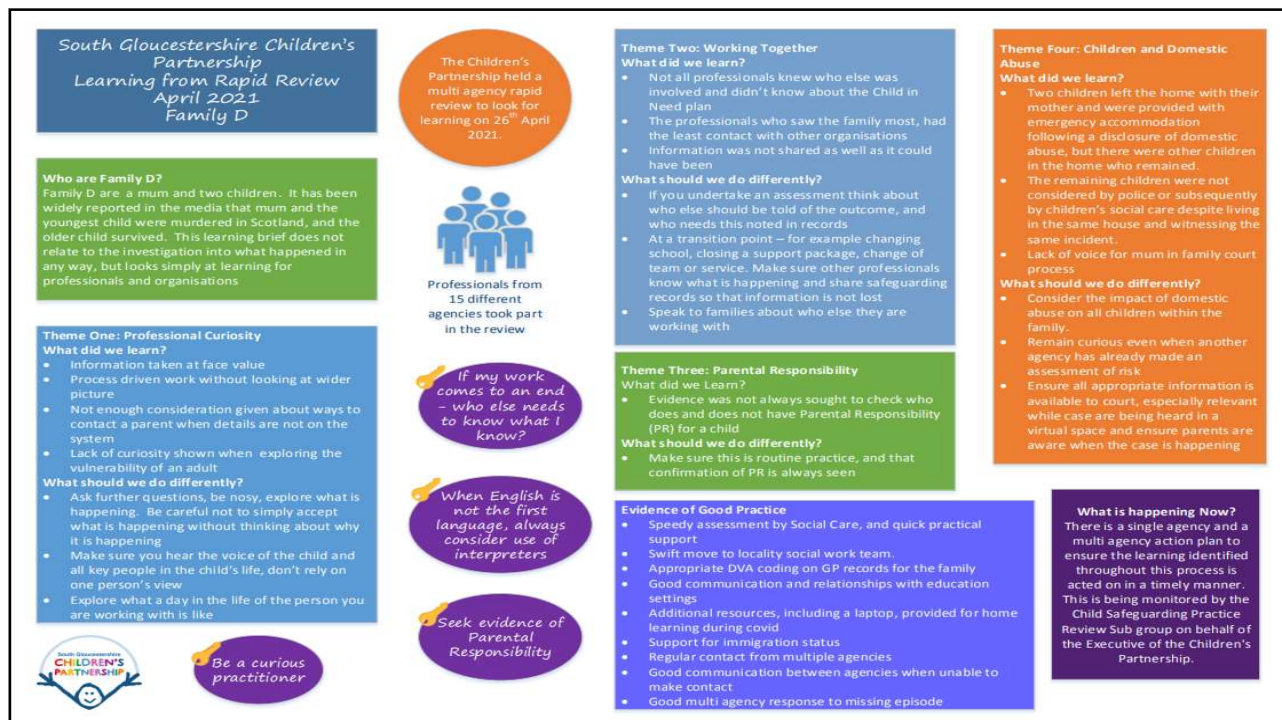 South Gloucestershire Children's
Partnership
Learning from Rapid Review
April 2021
Family D
Who are Family D?
Family D are a mum and two children. It has been
widely reported in the media that mum and the
youngest child were murdered in Scotland, and the
older child survived. This learning brief does not
relate to the investigation into what happened in
any way, but looks simply at learning for
professionals and organisations
Theme One: Professional Curiosity
What did we learn?
• Information taken at face value
• Process driven work without looking at wider
picture
• Not enough consideration given about ways to
contact a parent when details are not on the
system
• Lack of curiosity shown when exploring the
vulnerability of an adult
What should we do differently?
• Ask further questions, be nosy, explore what is
happening. Be careful not to simply accept
what is happening without thinking about why
it is happening
• Make sure you hear the voice of the child and
all key people in the child's life, don't rely on
one person's view
• Explore what a day in the life of the person you
are working with is like
South Gloucestershire
CHILDREN'S
PARTNERSHIP
Be a curious
practitioner
The Children's
Partnership held a
multi agency rapid
review to look for
learning on 26th April
2021.
Professionals from
15 different
agencies took part
in the review
If my work
comes to an end
- who else needs
to know what I
know?
When English is
not the first
language, always
consider use of
interpreters
Seek evidence of
Parental
Responsibility
Theme Two: Working Together
What did we learn?
• Not all professionals knew who else was
involved and didn't know about the Child in
Need plan
• The professionals who saw the family most, had
the least contact with other organisations
• Information was not shared as well as it could
have been
What should we do differently?
• If you undertake an assessment think about
who else should be told of the outcome, and
who needs this noted in records
• At a transition point – for example changing
school, closing a support package, change of
team or service. Make sure other professionals
know what is happening and share safeguarding
records so that information is not lost
• Speak to families about who else they are
working with
Theme Three: Parental Responsibility
What did we Learn?
• Evidence was not always sought to check who
does and does not have Parental Responsibility
(PR) for a child
What should we do differently?
• Make sure this is routine practice, and that
confirmation of PR is always seen
Evidence of Good Practice
• Speedy assessment by Social Care, and quick practical
support
• Swift move to locality social work team.
• Appropriate DVA coding on GP records for the family
• Good communication and relationships with education
settings
• Additional resources, including a laptop, provided for home
learning during covid
• Support for immigration status
• Regular contact from multiple agencies
• Good communication between agencies when unable to
make contact
• Good multi agency response to missing episode
Theme Four: Children and Domestic
Abuse
What did we learn?
• Two children left the home with their
mother and were provided with
emergency accommodation
following a disclosure of domestic
abuse, but there were other children
in the home who remained.
• The remaining children were not
considered by police or subsequently
by children's social care despite living
in the same house and witnessing the
same incident.
• Lack of voice for mum in family court
process
What should we do differently?
• Consider the impact of domestic
abuse on all children within the
family.
• Remain curious even when another
agency has already made an
assessment of risk
• Ensure all appropriate information is
available to court, especially relevant
while case are being heard in a
virtual space and ensure parents are
aware when the case is happening
What is happening Now?
There is a single agency and a
multi agency action plan to
ensure the learning identified
throughout this process is
acted on in a timely manner.
This is being monitored by the
Child Safeguarding Practice
Review Sub group on behalf of
the Executive of the Children's
Partnership.